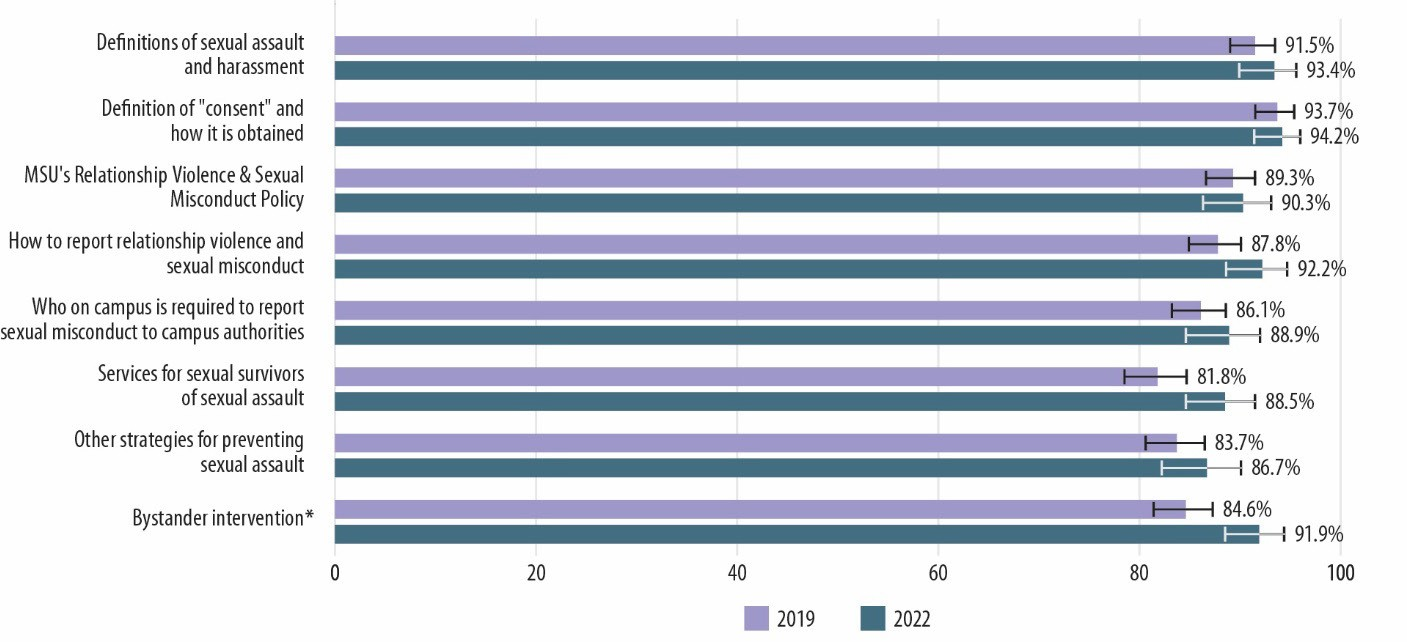 Definitions of sexual assault
and harassment
91.5%
93.4%
Definition of "consent" and
how it is obtained
93.7%
94.2%
MSU's Relationship Violence & Sexual
Misconduct Policy
89.3%
90.3%
How to report relationship violence and
sexual misconduct
87.8%
92.2%
Who on campus is required to report
sexual misconduct to campus authorities
86.1%
88.9%
Services for sexual survivors
of sexual assault
81.8%
88.5%
Other strategies for preventing
sexual assault
83.7%
86.7%
Bystander intervention*
84.6%
91.9%
0 20 40 60 80 100
2019 2022